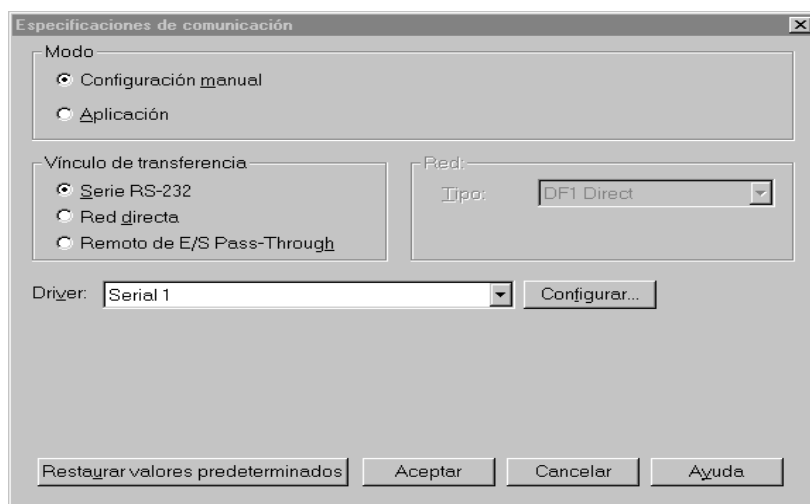 Especificaciones de comunicación
Modo
Configuración manual
Aplicación
Vínculo de transferencia
Serie RS-232
Red directa
Remoto de E/S Pass-Through
Red:
Tipo: DF1 Direct
Driver: Serial 1 Configurar...
Restaurar valores predeterminados Aceptar Cancelar Ayuda